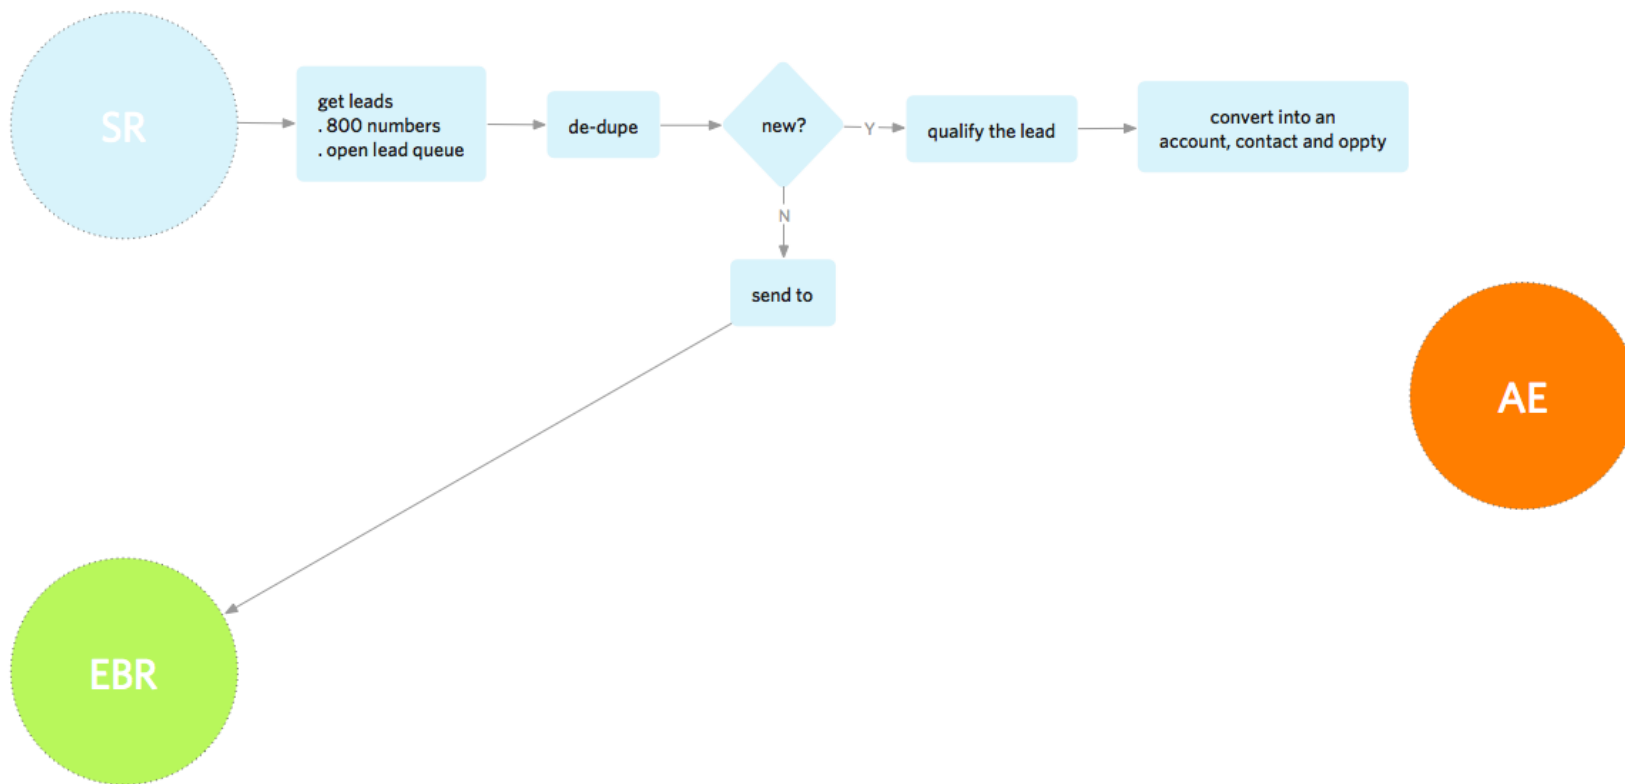 SR
get leads
. 800 numbers
. open lead queue
de-dupe
new?
Y
qualify the lead
convert into an
account, contact and oppty
N
send to
AE
EBR